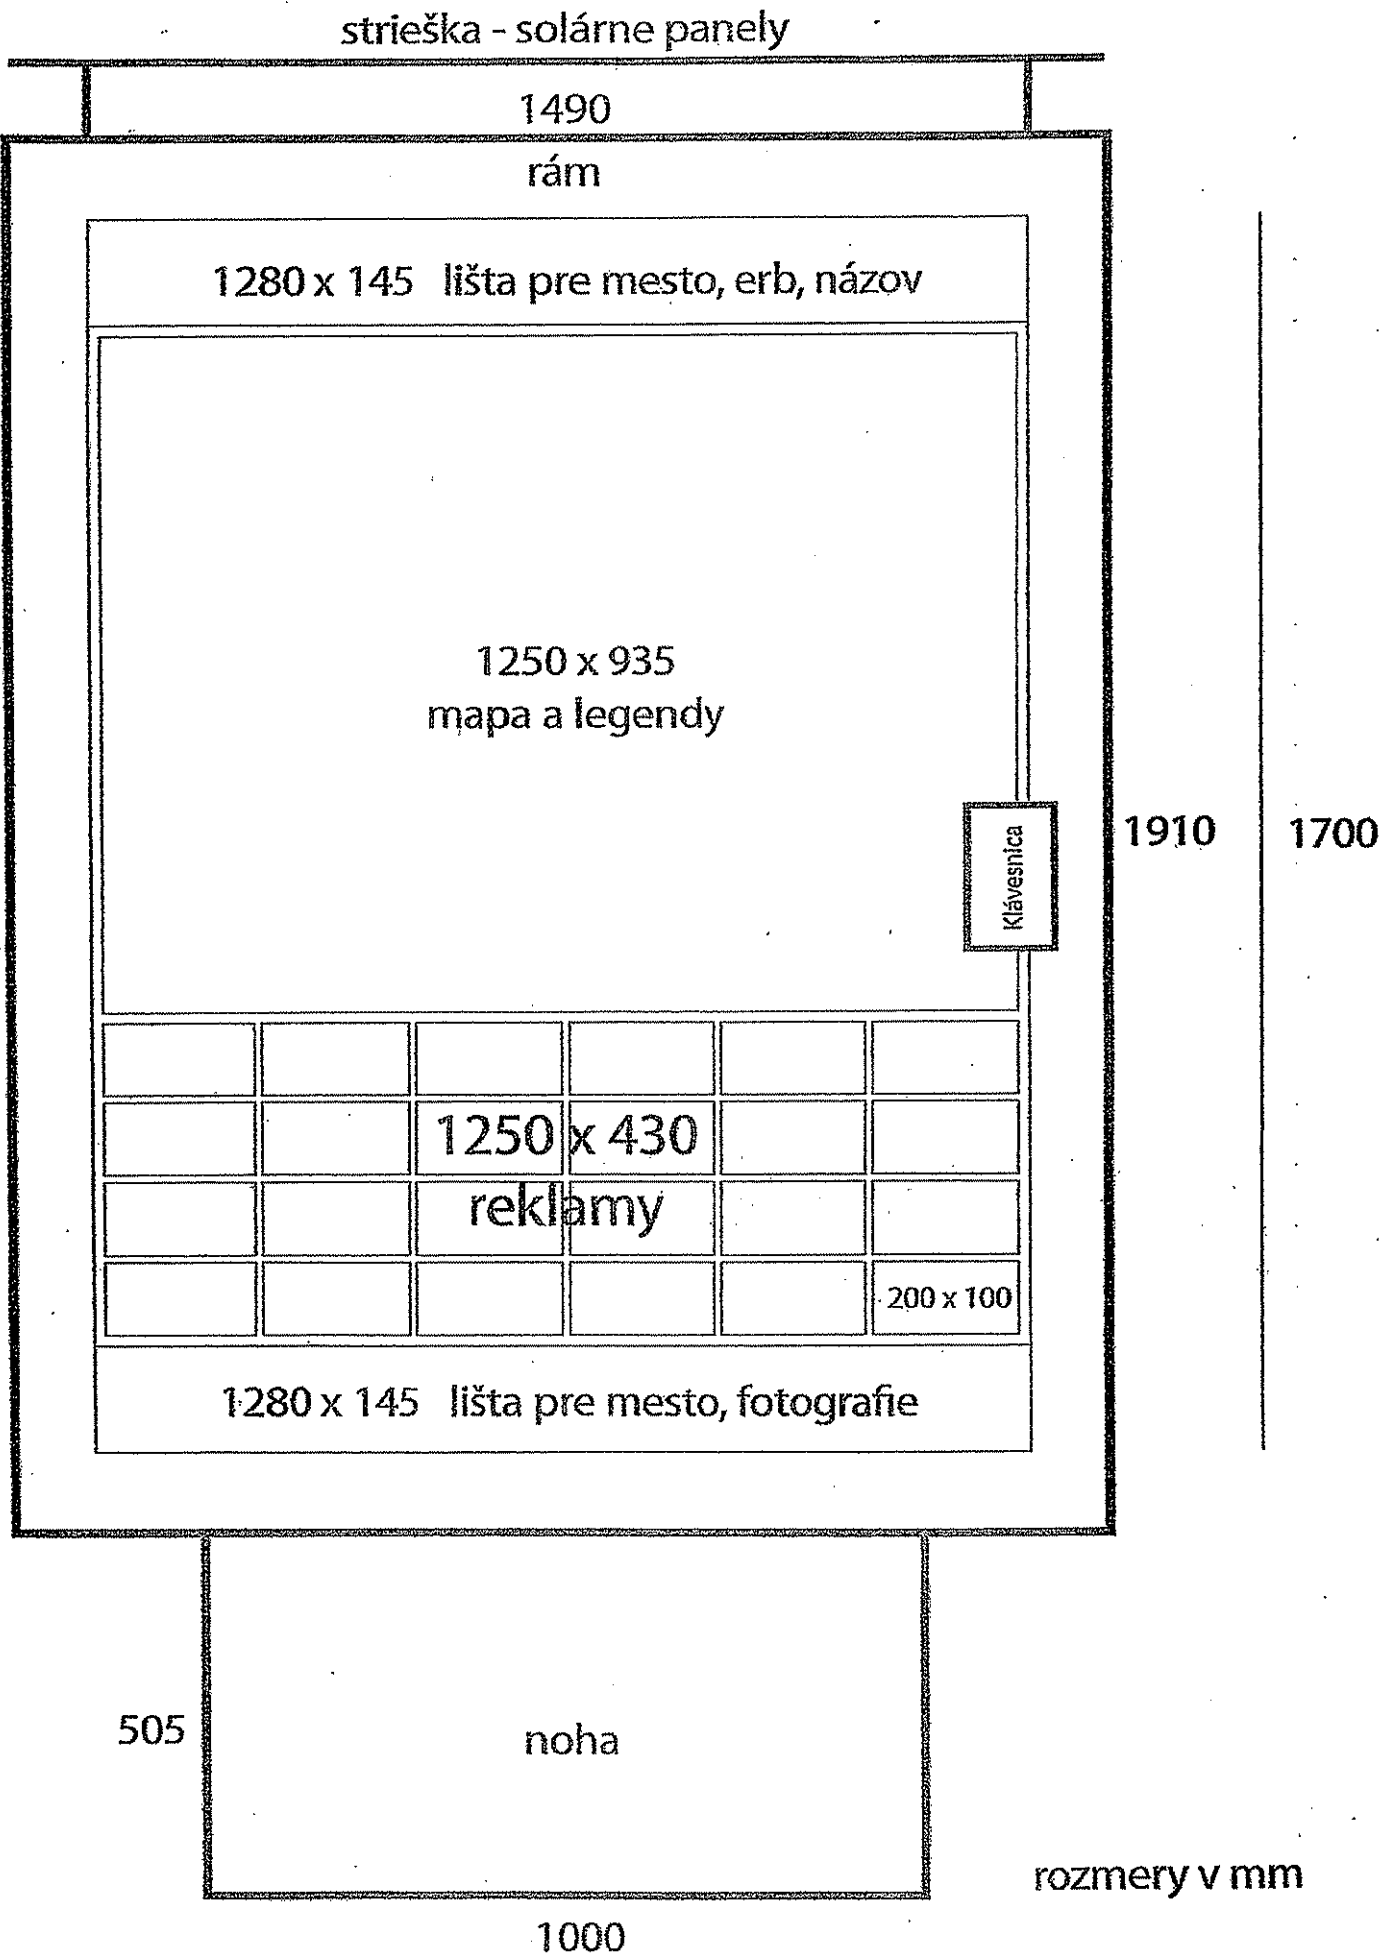 strieška - solárne panely
1490
rám
1280 x 145 lišta pre mesto, erb, názov
1250 x 935
mapa a legendy
Klávesnica
1910
1700
1250 x 430
reklamy
200 x 100
1280 x 145 lišta pre mesto, fotografie
505
noha
rozmery v mm
1000